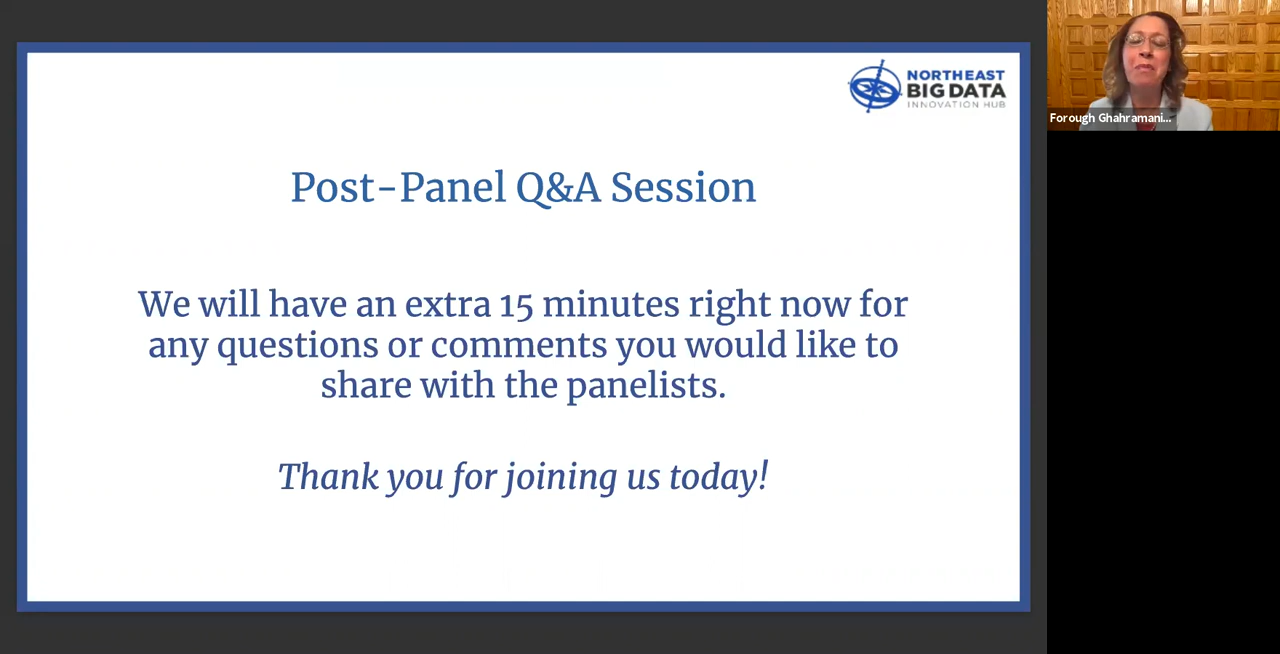 NORTHEAST
BIG DATA
INNOVATION HUB
Forough Ghahramani...
Post-Panel Q&A Session
We will have an extra 15 minutes right now for
any questions or comments you would like to
share with the panelists.
Thank you for joining us today!